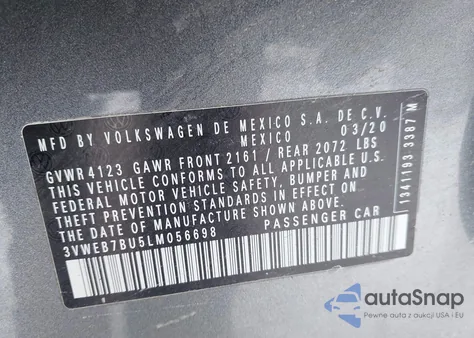 MFD BY VOLKSWAGEN DE MEXICO S.A. DE C.V.
MEXICO 03/20
GVWR 4123 GAWR FRONT 2161 / REAR 2072 LBS
THIS VEHICLE CONFORMS TO ALL APPLICABLE U.S.
FEDERAL MOTOR VEHICLE SAFETY, BUMPER AND
THEFT PREVENTION STANDARDS IN EFFECT ON
THE DATE OF MANUFACTURE SHOWN ABOVE.
3VWEB7BU5LM056698 PASSENGER CAR
1341193 3387 M
autoSnap
Pewne auta z aukcji USA i EU